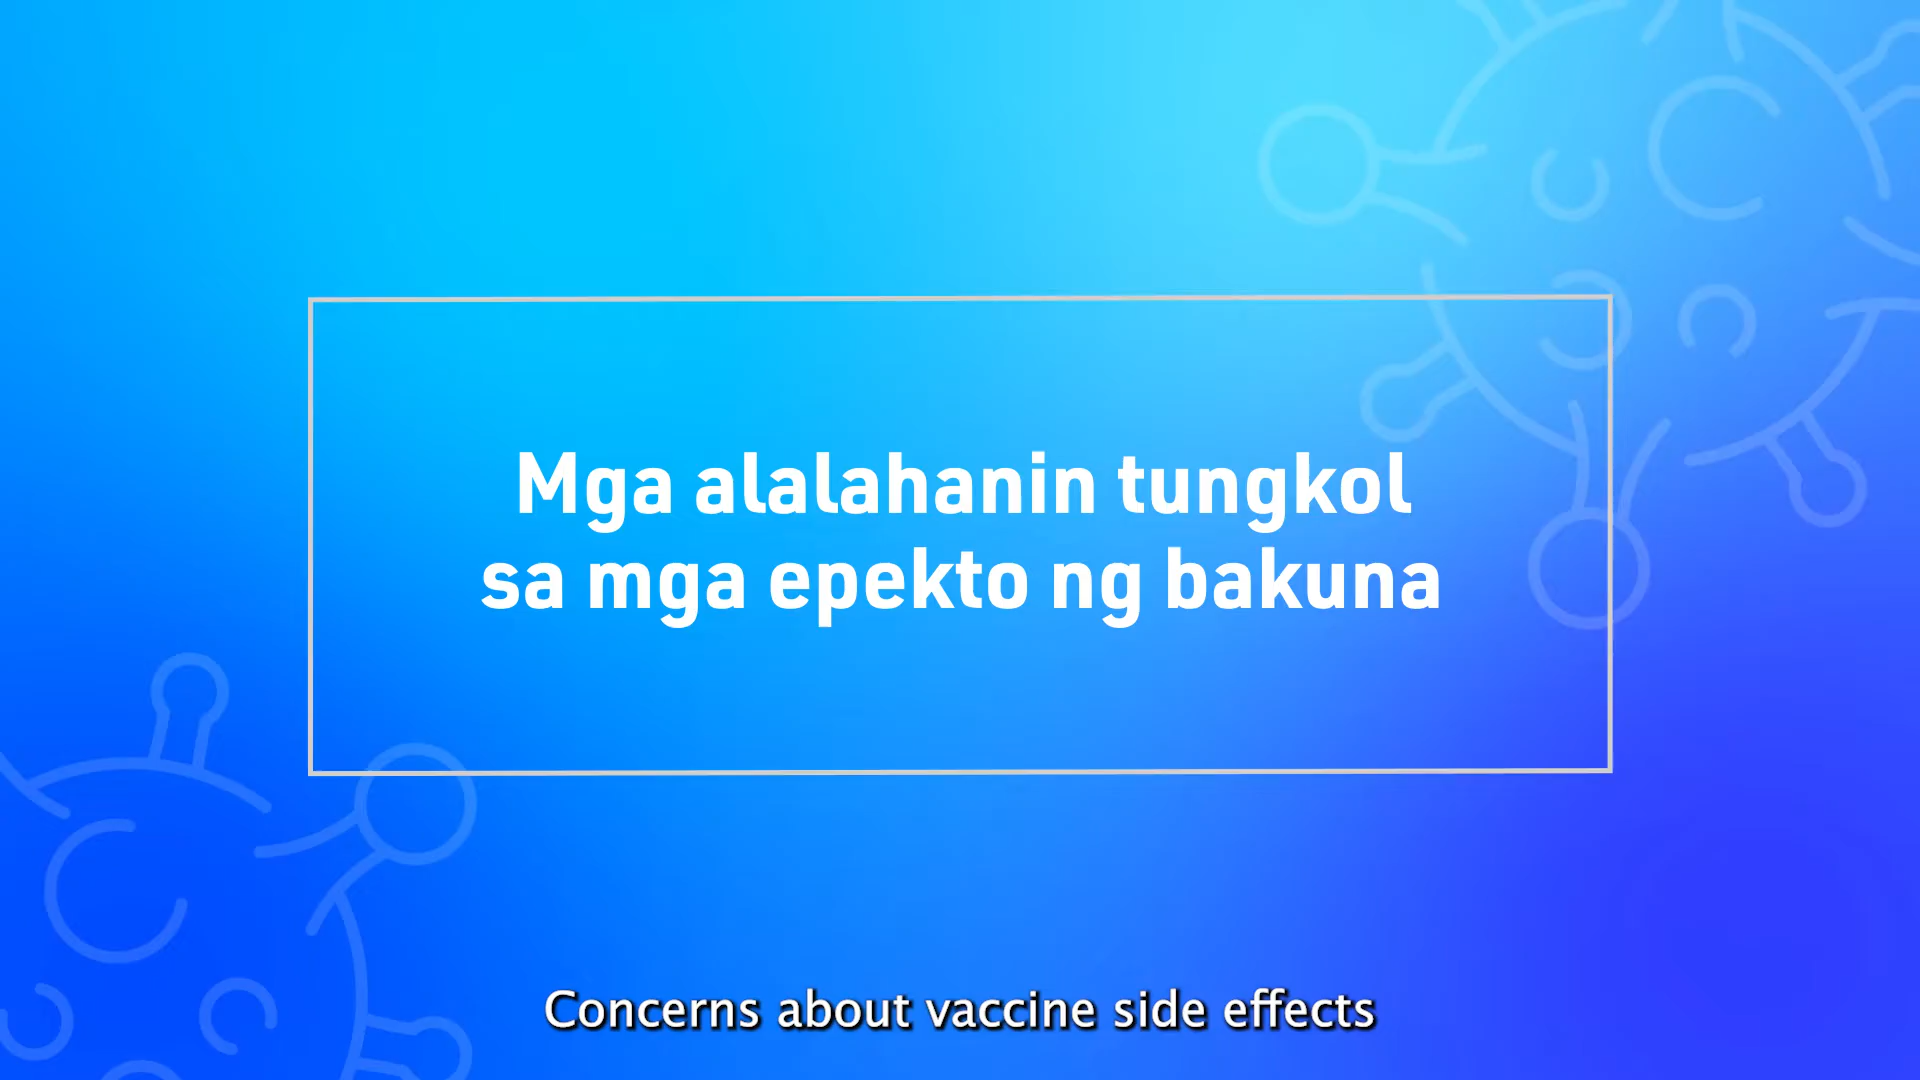 Mga alalahanin tungkol
sa mga epekto ng bakuna
Concerns about vaccine side effects